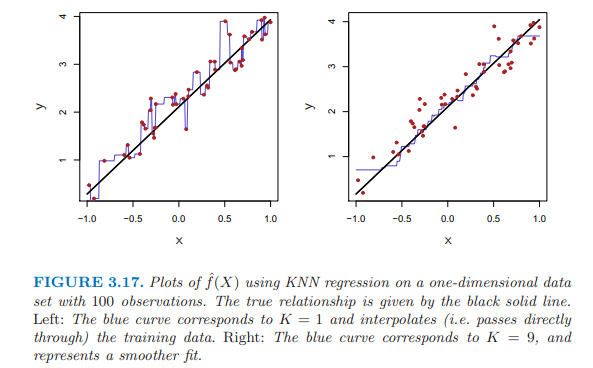 4
3
2
1
y
-1.0 -0.5 0.0 0.5 1.0
x
4
3
2
1
y
-1.0 -0.5 0.0 0.5 1.0
x
FIGURE 3.17. Plots of f̂(X) using KNN regression on a one-dimensional data
set with 100 observations. The true relationship is given by the black solid line.
Left: The blue curve corresponds to K = 1 and interpolates (i.e. passes directly
through) the training data. Right: The blue curve corresponds to K = 9, and
represents a smoother fit.